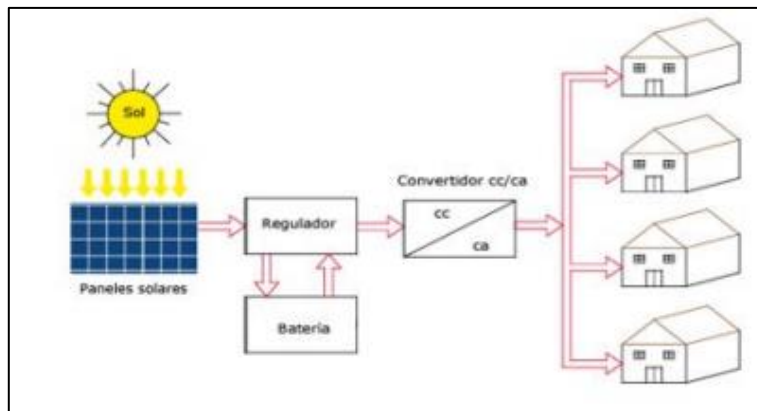 Sol
Paneles solares
Regulador
Batería
Convertidor cc/ca
cc
ca